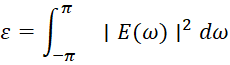 ε = ∫_{-π}^{π} | E(ω) |² dω